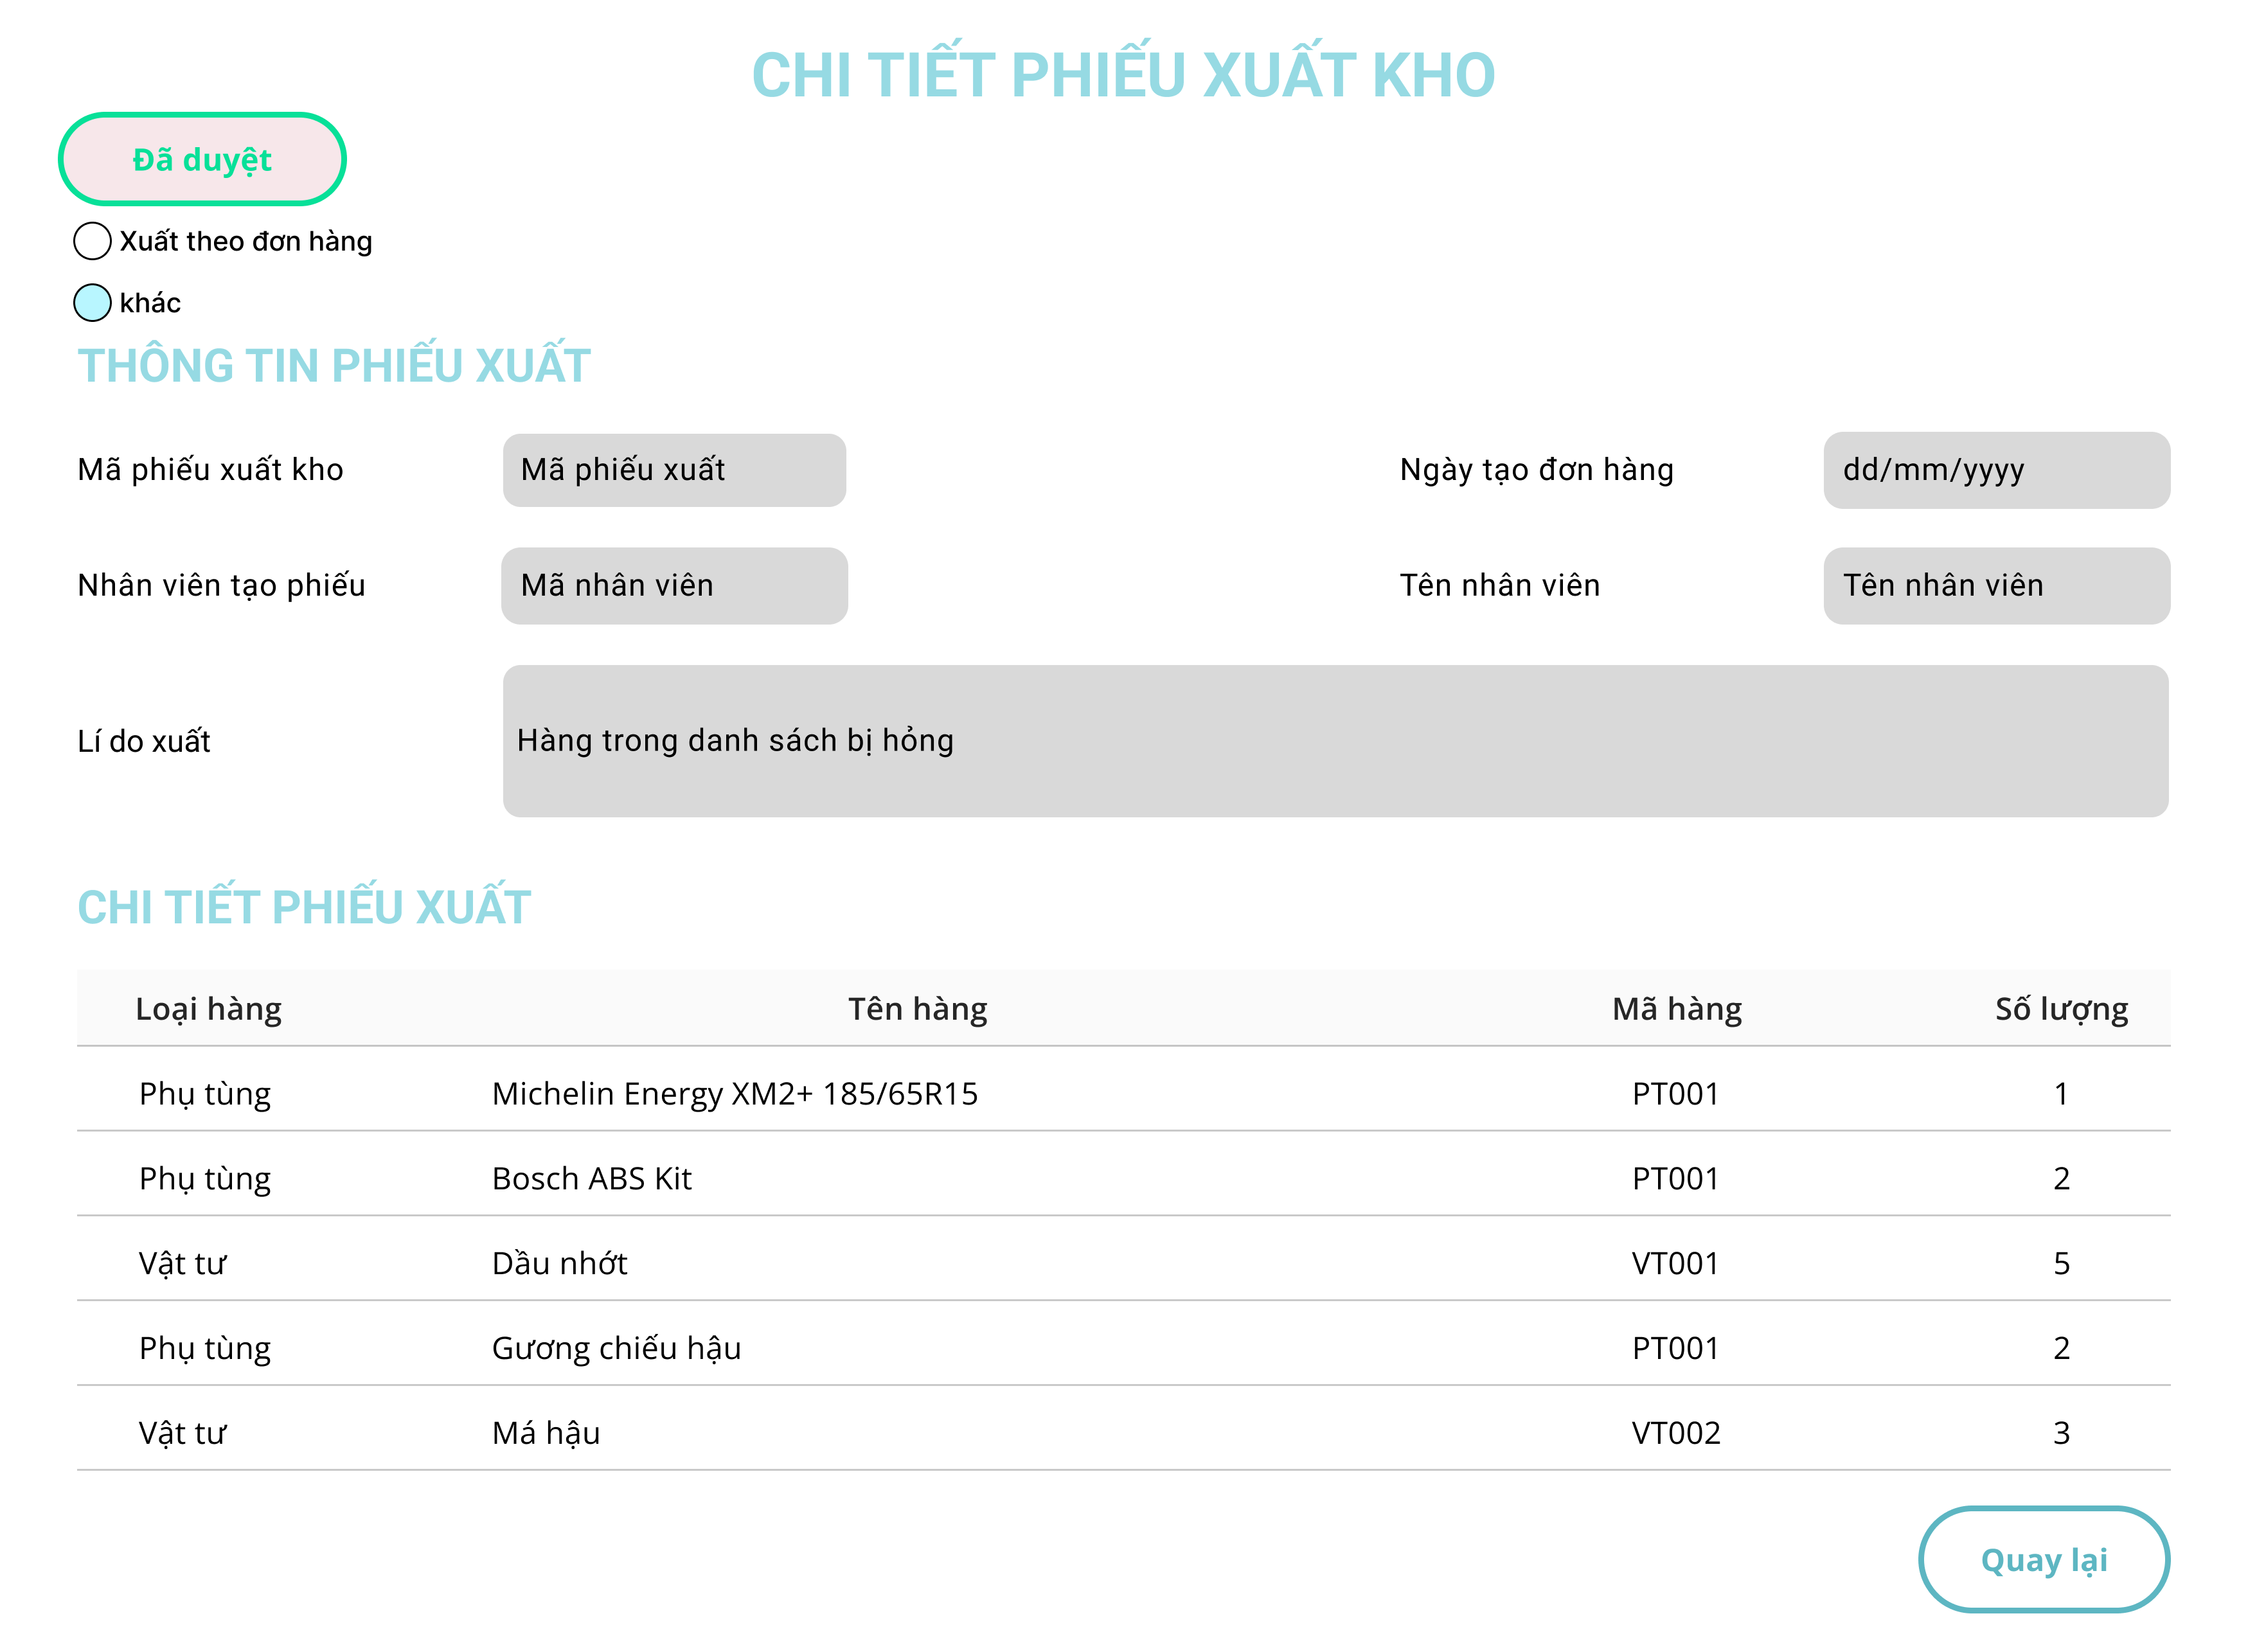 CHI TIẾT PHIẾU XUẤT KHO
Đã duyệt
Xuất theo đơn hàng
khác
THÔNG TIN PHIẾU XUẤT
Mã phiếu xuất kho Mã phiếu xuất Ngày tạo đơn hàng dd/mm/yyyy
Nhân viên tạo phiếu Mã nhân viên Tên nhân viên Tên nhân viên
Lí do xuất Hàng trong danh sách bị hỏng
CHI TIẾT PHIẾU XUẤT
Loại hàng Tên hàng Mã hàng Số lượng
Phụ tùng Michelin Energy XM2+ 185/65R15 PT001 1
Phụ tùng Bosch ABS Kit PT001 2
Vật tư Dầu nhớt VT001 5
Phụ tùng Gương chiếu hậu PT001 2
Vật tư Má hậu VT002 3
Quay lại